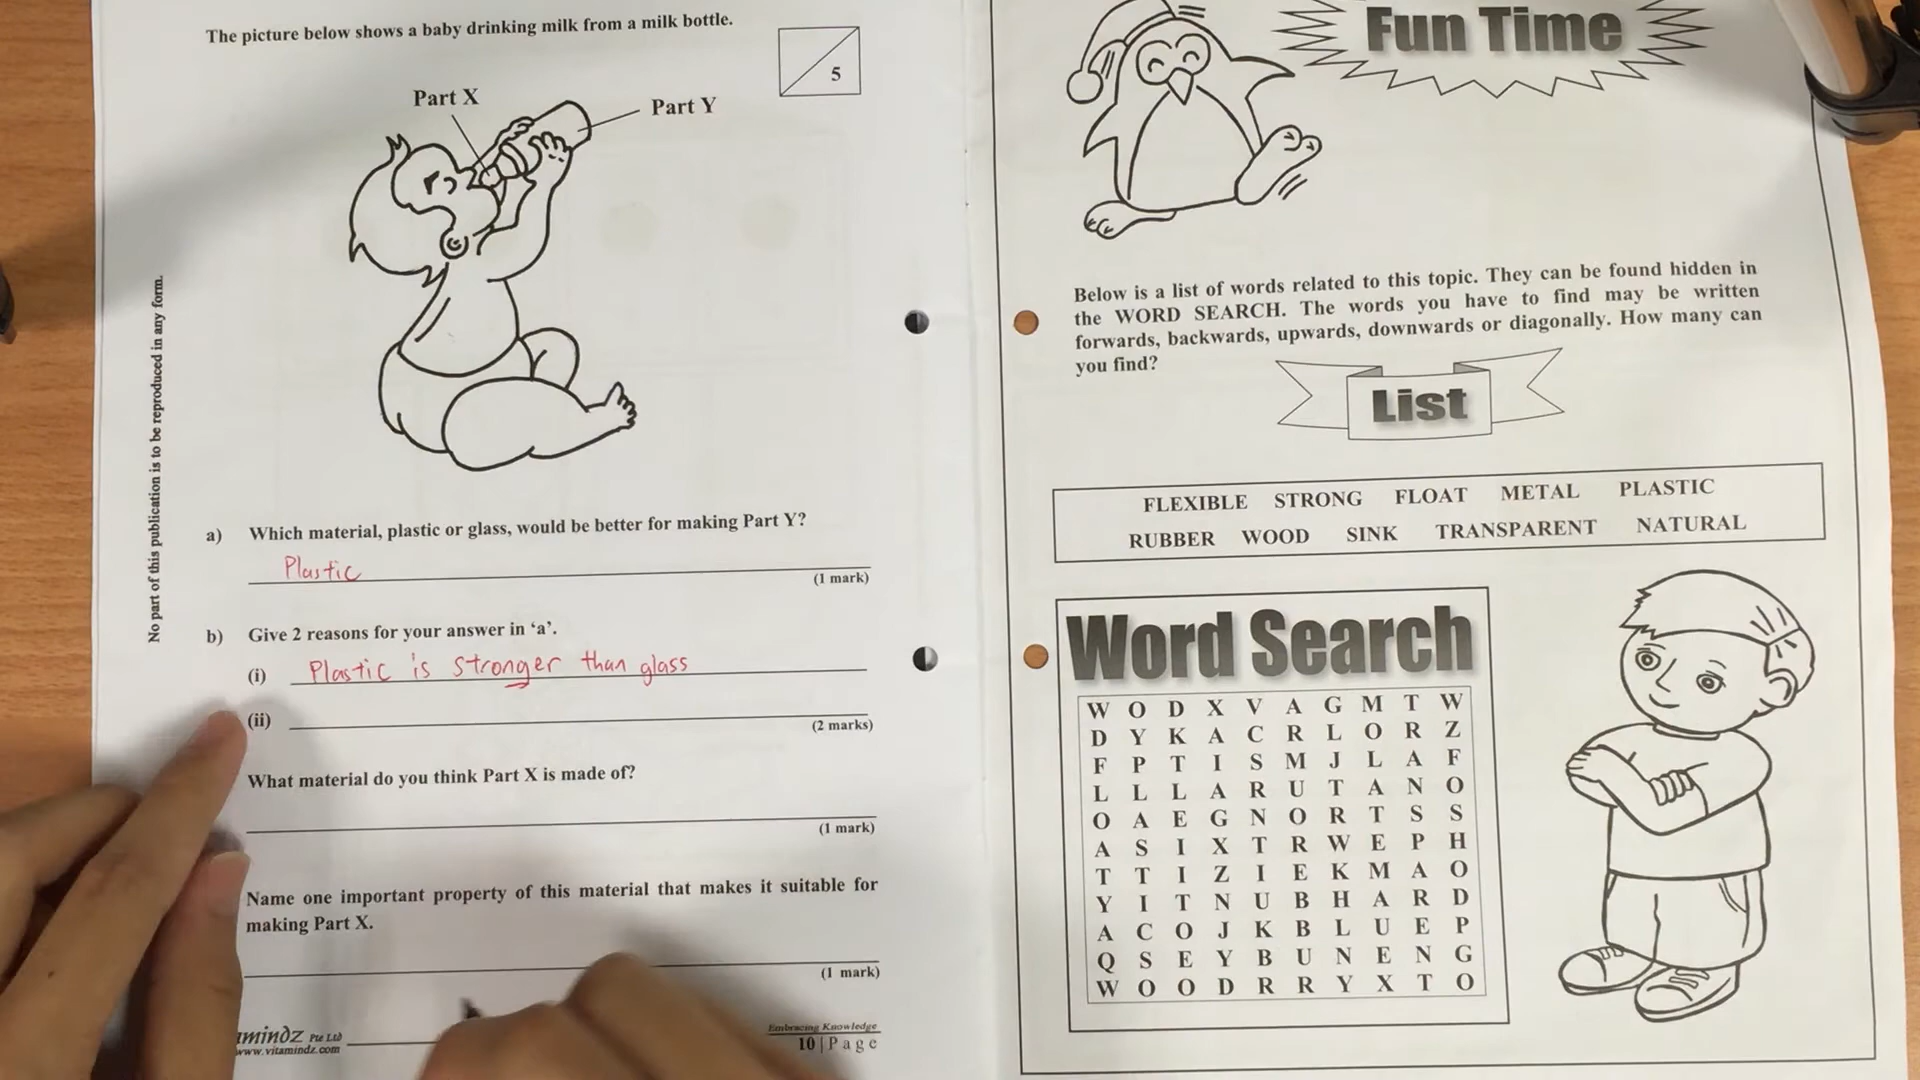 The picture below shows a baby drinking milk from a milk bottle.
5
Part X
Part Y
No part of this publication is to be reproduced in any form.
a) Which material, plastic or glass, would be better for making Part Y?
Plastic
(1 mark)
b) Give 2 reasons for your answer in ‘a’.
(i) Plastic is stronger than glass
(ii)
(2 marks)
What material do you think Part X is made of?
(1 mark)
Name one important property of this material that makes it suitable for
making Part X.
(1 mark)
amindz Pte Ltd
www.vitamindz.com
Embracing Knowledge
10 | Page
Fun Time
Below is a list of words related to this topic. They can be found hidden in
the WORD SEARCH. The words you have to find may be written
forwards, backwards, upwards, downwards or diagonally. How many can
you find?
List
FLEXIBLE STRONG FLOAT METAL PLASTIC
RUBBER WOOD SINK TRANSPARENT NATURAL
Word Search
W O D X V A G M T W
D Y K A C R L O R Z
F P T I S M J L A F
L L L A R U T A N O
O A E G N O R T S S
A S I X T R W E P H
T T I Z I E K M A O
Y I T N U B H A R D
A C O J K B L U E P
Q S E Y B U N E N G
W O O D R R Y X T O